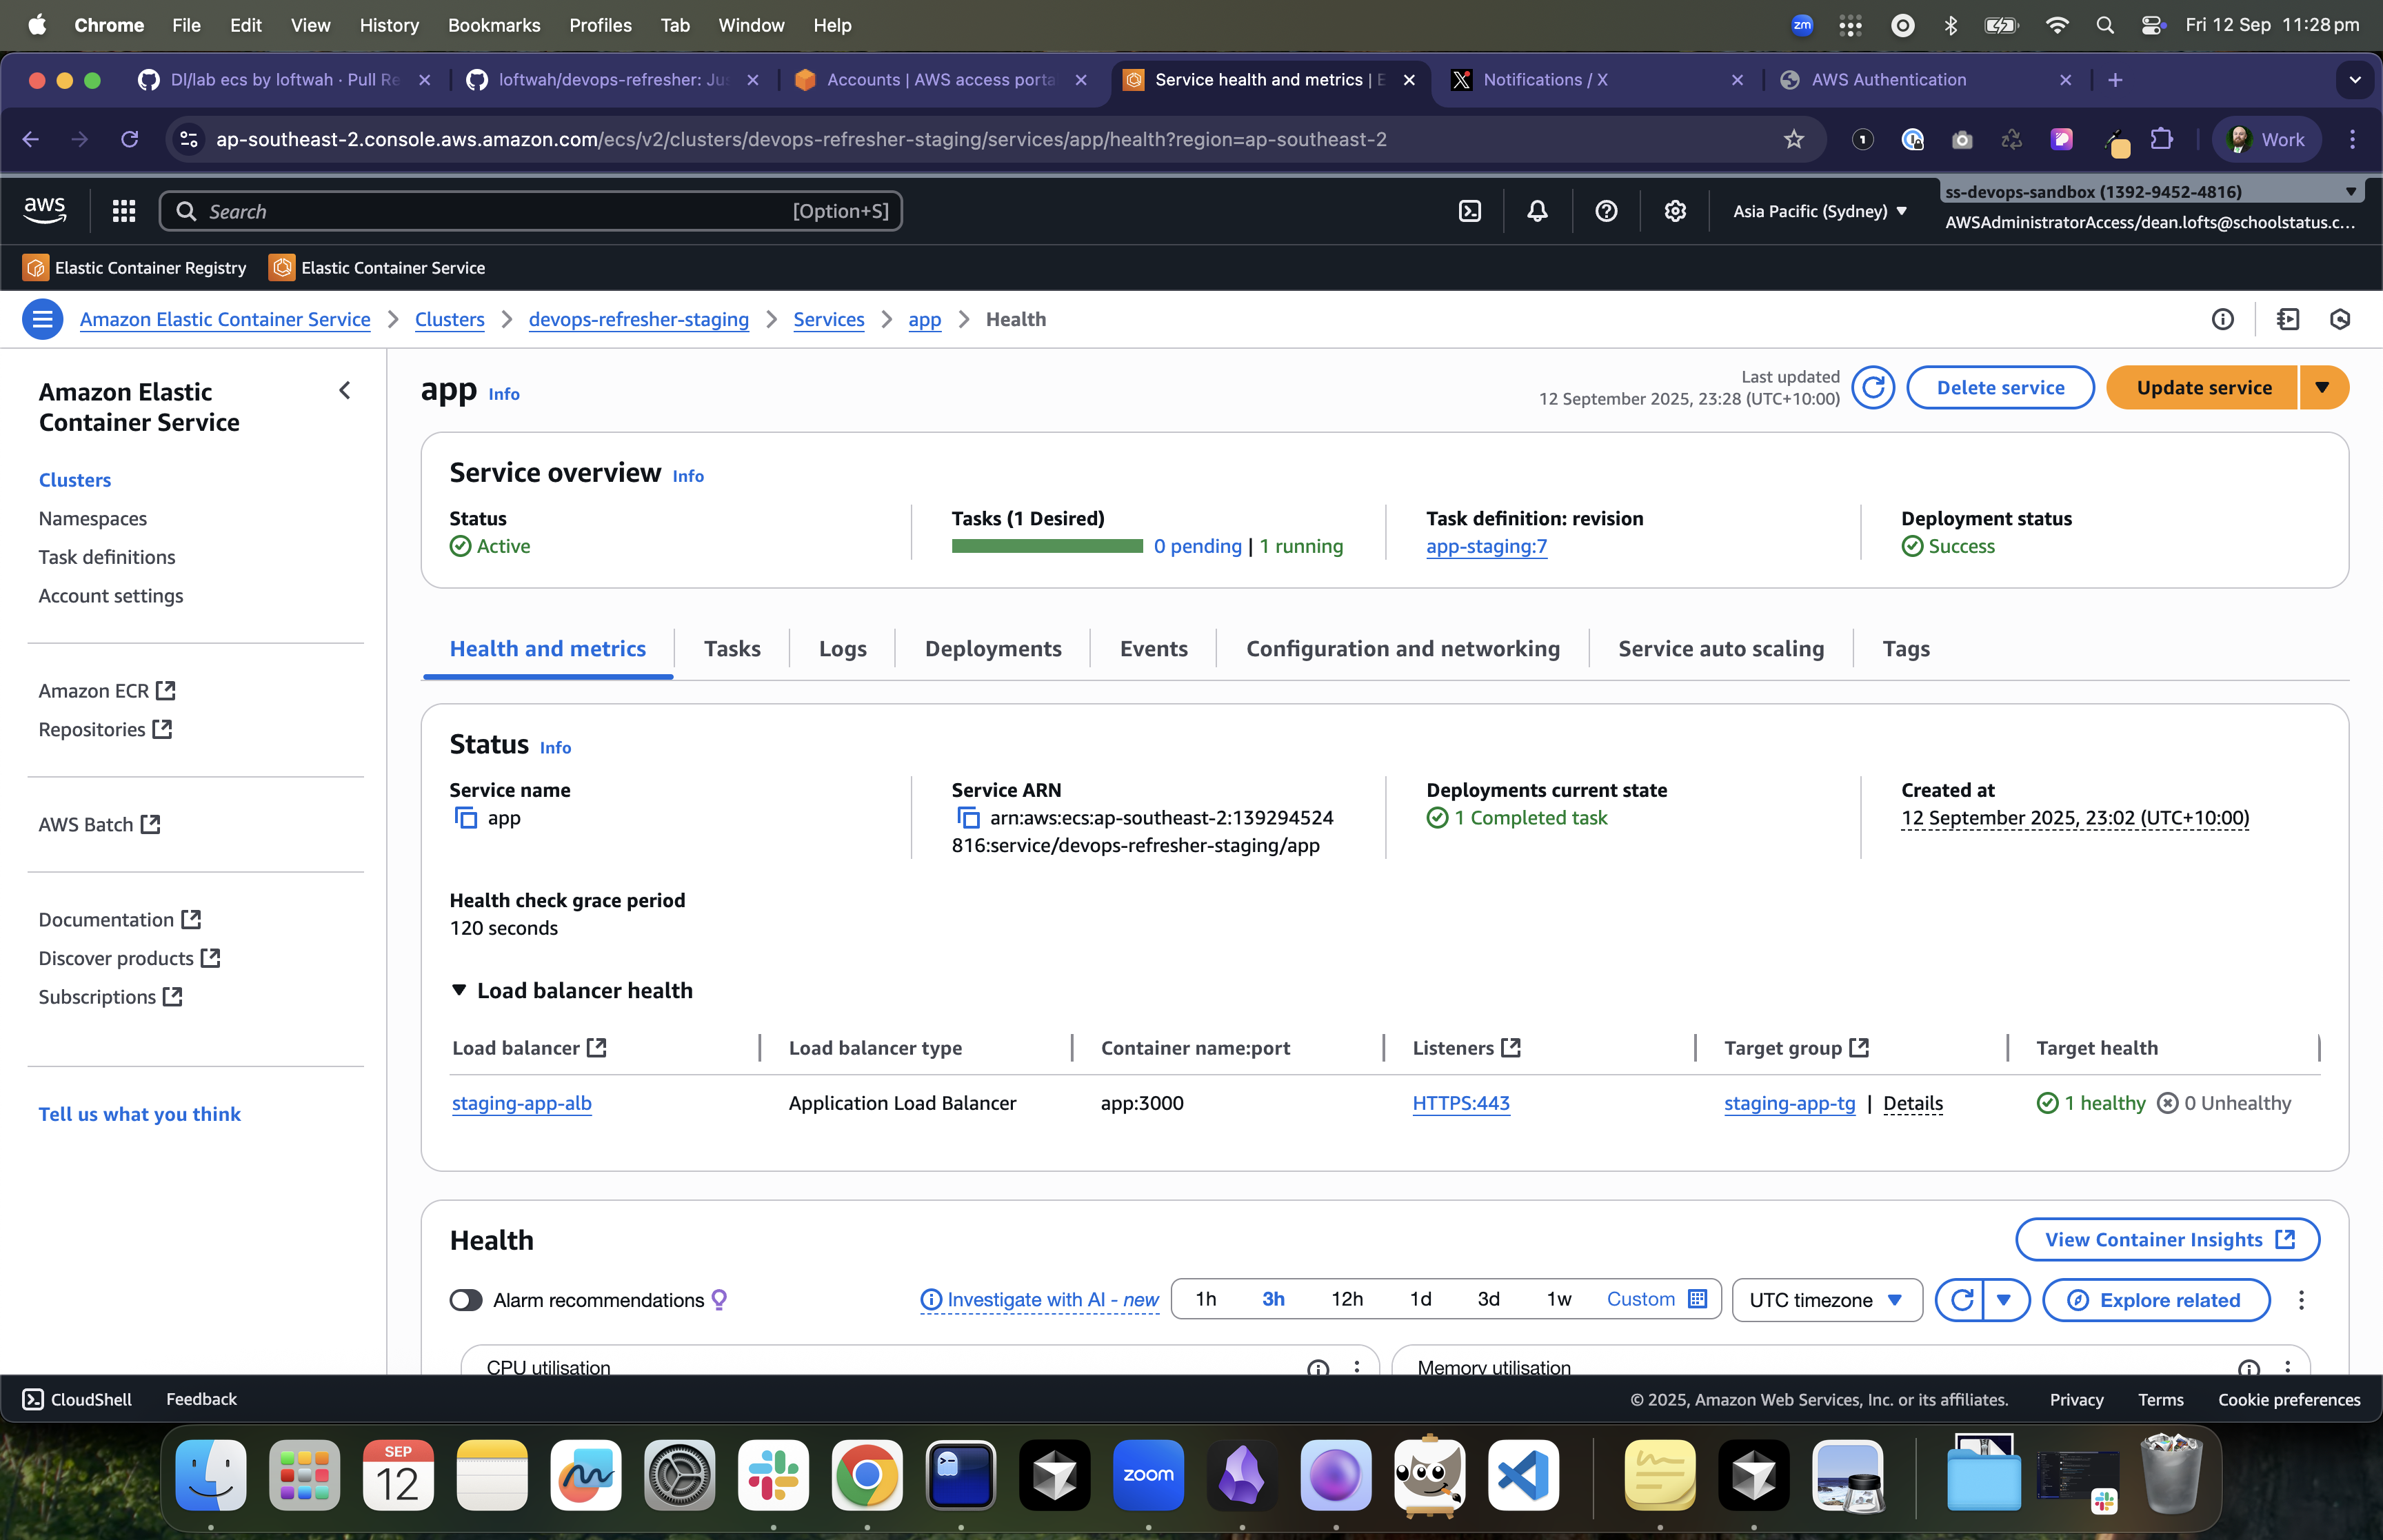 Chrome File Edit View History Bookmarks Profiles Tab Window Help
zm
Fri 12 Sep 11:28 pm
Dl/lab ecs by loftwah · Pull Re
loftwah/devops-refresher: Jus
Accounts | AWS access porta
Service health and metrics | E
Notifications / X
AWS Authentication
ap-southeast-2.console.aws.amazon.com/ecs/v2/clusters/devops-refresher-staging/services/app/health?region=ap-southeast-2
Work
aws
Search [Option+S]
Asia Pacific (Sydney)
ss-devops-sandbox (1392-9452-4816)
AWSAdministratorAccess/dean.lofts@schoolstatus.c...
Elastic Container Registry
Elastic Container Service
Amazon Elastic Container Service > Clusters > devops-refresher-staging > Services > app > Health
Amazon Elastic
Container Service
Clusters
Namespaces
Task definitions
Account settings
Amazon ECR
Repositories
AWS Batch
Documentation
Discover products
Subscriptions
Tell us what you think
app Info
Last updated
12 September 2025, 23:28 (UTC+10:00)
Delete service
Update service
Service overview Info
Status
Active
Tasks (1 Desired)
0 pending | 1 running
Task definition: revision
app-staging:7
Deployment status
Success
Health and metrics
Tasks
Logs
Deployments
Events
Configuration and networking
Service auto scaling
Tags
Status Info
Service name
app
Service ARN
arn:aws:ecs:ap-southeast-2:139294524
816:service/devops-refresher-staging/app
Deployments current state
1 Completed task
Created at
12 September 2025, 23:02 (UTC+10:00)
Health check grace period
120 seconds
Load balancer health
Load balancer
Load balancer type
Container name:port
Listeners
Target group
Target health
staging-app-alb
Application Load Balancer
app:3000
HTTPS:443
staging-app-tg | Details
1 healthy 0 Unhealthy
Health
View Container Insights
Alarm recommendations
Investigate with AI - new
1h 3h 12h 1d 3d 1w Custom
UTC timezone
Explore related
CPU utilisation
Memory utilisation
CloudShell Feedback
© 2025, Amazon Web Services, Inc. or its affiliates. Privacy Terms Cookie preferences
SEP
12
zoom